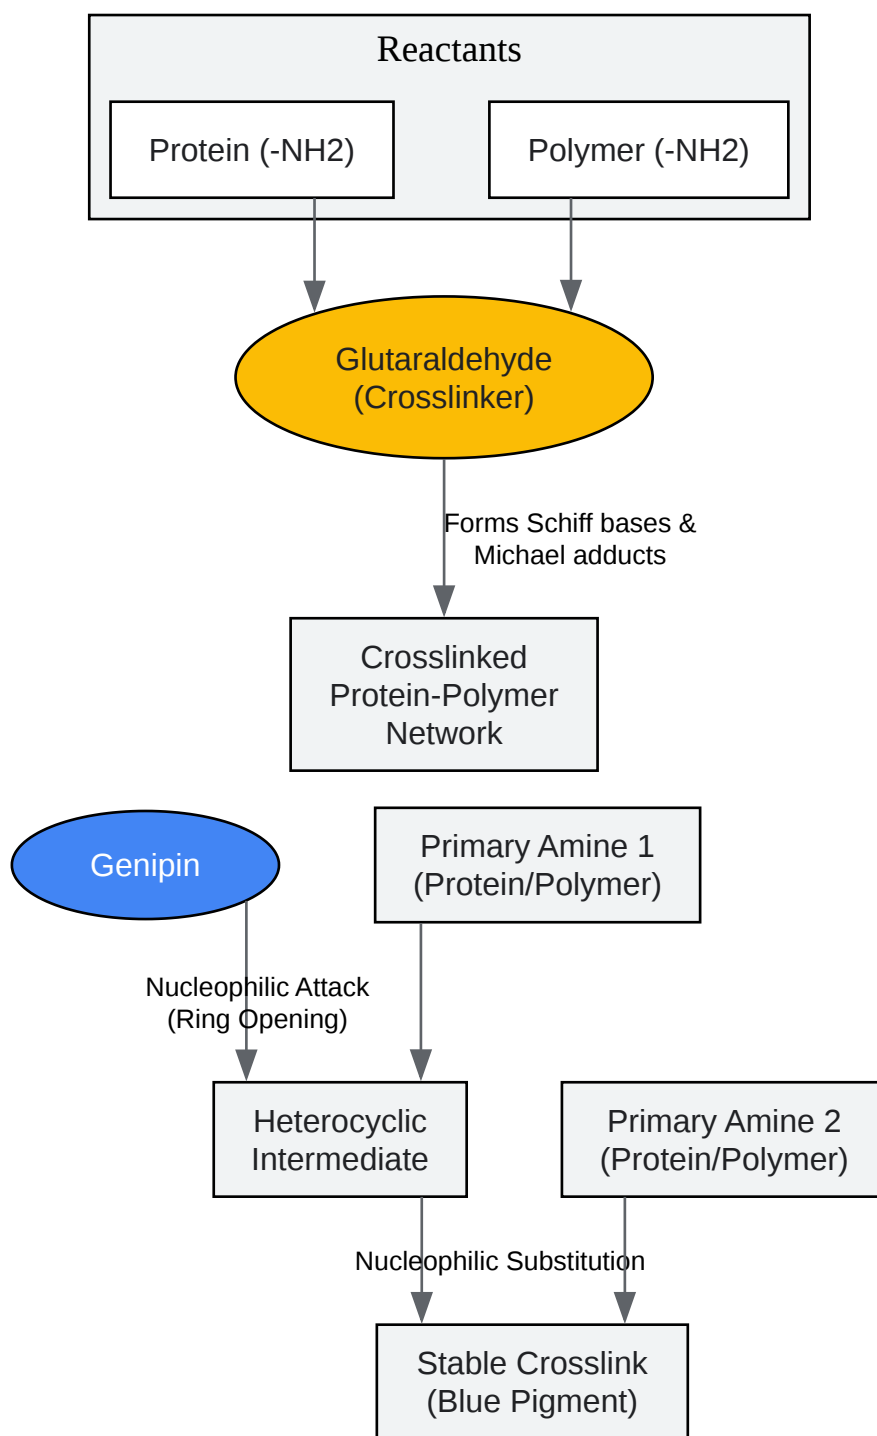 Reactants
Protein (-NH2)
Polymer (-NH2)
Glutaraldehyde
(Crosslinker)
Forms Schiff bases &
Michael adducts
Crosslinked
Protein-Polymer
Network
Genipin
Primary Amine 1
(Protein/Polymer)
Nucleophilic Attack
(Ring Opening)
Heterocyclic
Intermediate
Primary Amine 2
(Protein/Polymer)
Nucleophilic Substitution
Stable Crosslink
(Blue Pigment)